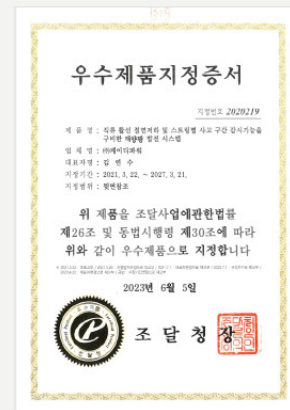 우수제품지정증서
지정번호 2020219
제 품 명 : 직류 활선 절연저하 및 스트링별 사고 구간 감시기능을
구비한 태양광 발전 시스템
업 체 명 : (주)케이디파워
대표자명 : 김 변 수
지정기간 : 2021. 3. 22. ~ 2027. 3. 21.
지정범위 : 뒷면참조
위 제품을 조달사업에관한법률
제26조 및 동법시행령 제30조에 따라
위와 같이 우수제품으로 지정합니다
2023년 6월 5일
조 달 청 장